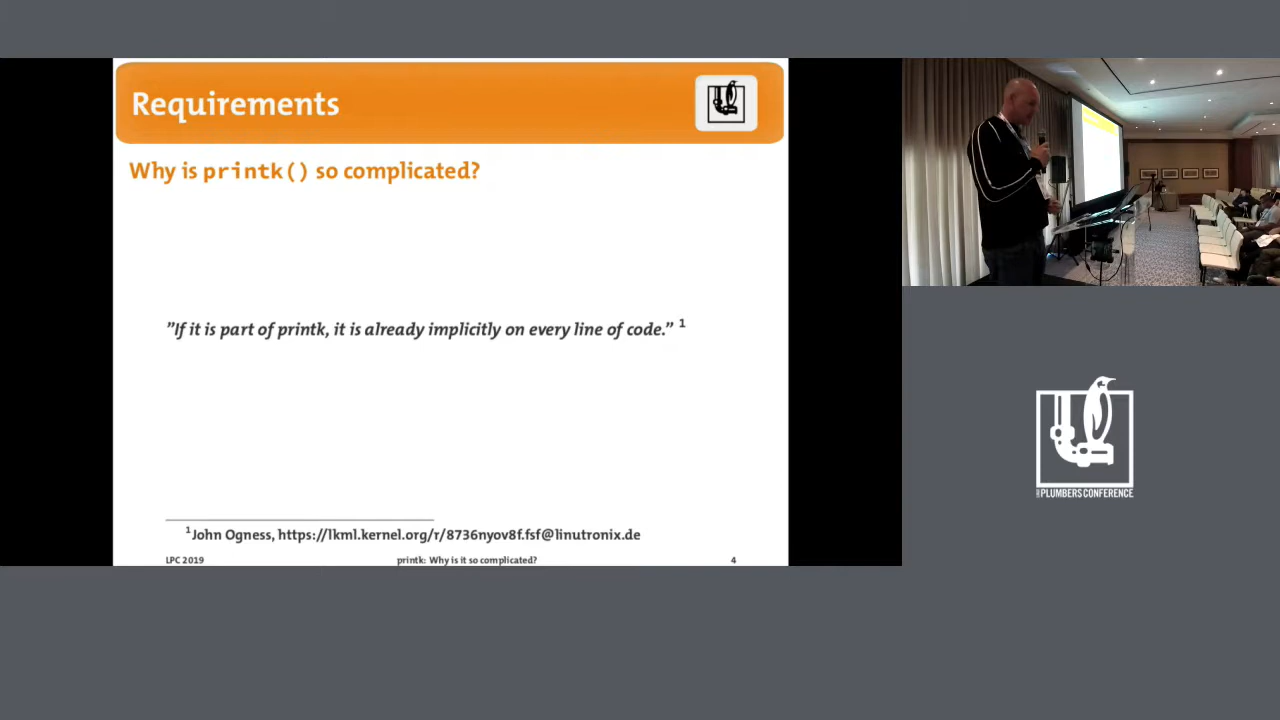 Requirements
Why is printk() so complicated?
"If it is part of printk, it is already implicitly on every line of code." 1
1 John Ogness, https://lkml.kernel.org/r/8736nyov8f.fsf@linutronix.de
LPC 2019 printk: Why is it so complicated? 4
PLUMBERS CONFERENCE